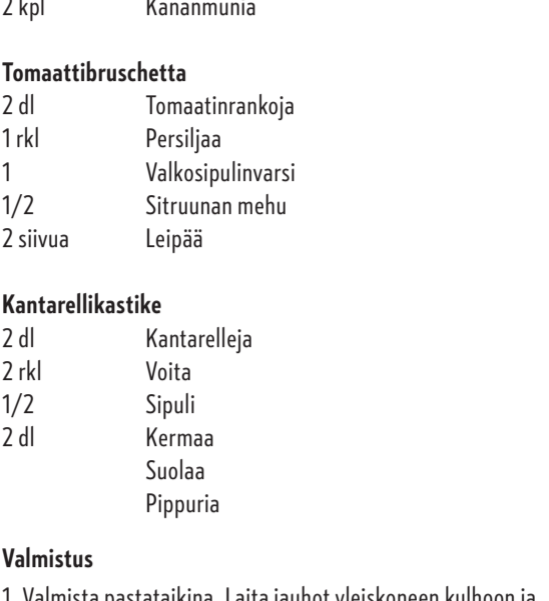 2 kpl Kananmunia
Tomaattibruschetta
2 dl Tomaatinrankoja
1 rkl Persiljaa
1 Valkosipulinvarsi
1/2 Sitruunan mehu
2 siivua Leipää
Kantarellikastike
2 dl Kantarelleja
2 rkl Voita
1/2 Sipuli
2 dl Kermaa
Suolaa
Pippuria
Valmistus
1. Valmista pastataikina. Laita jauhot yleiskoneen kulhoon ja